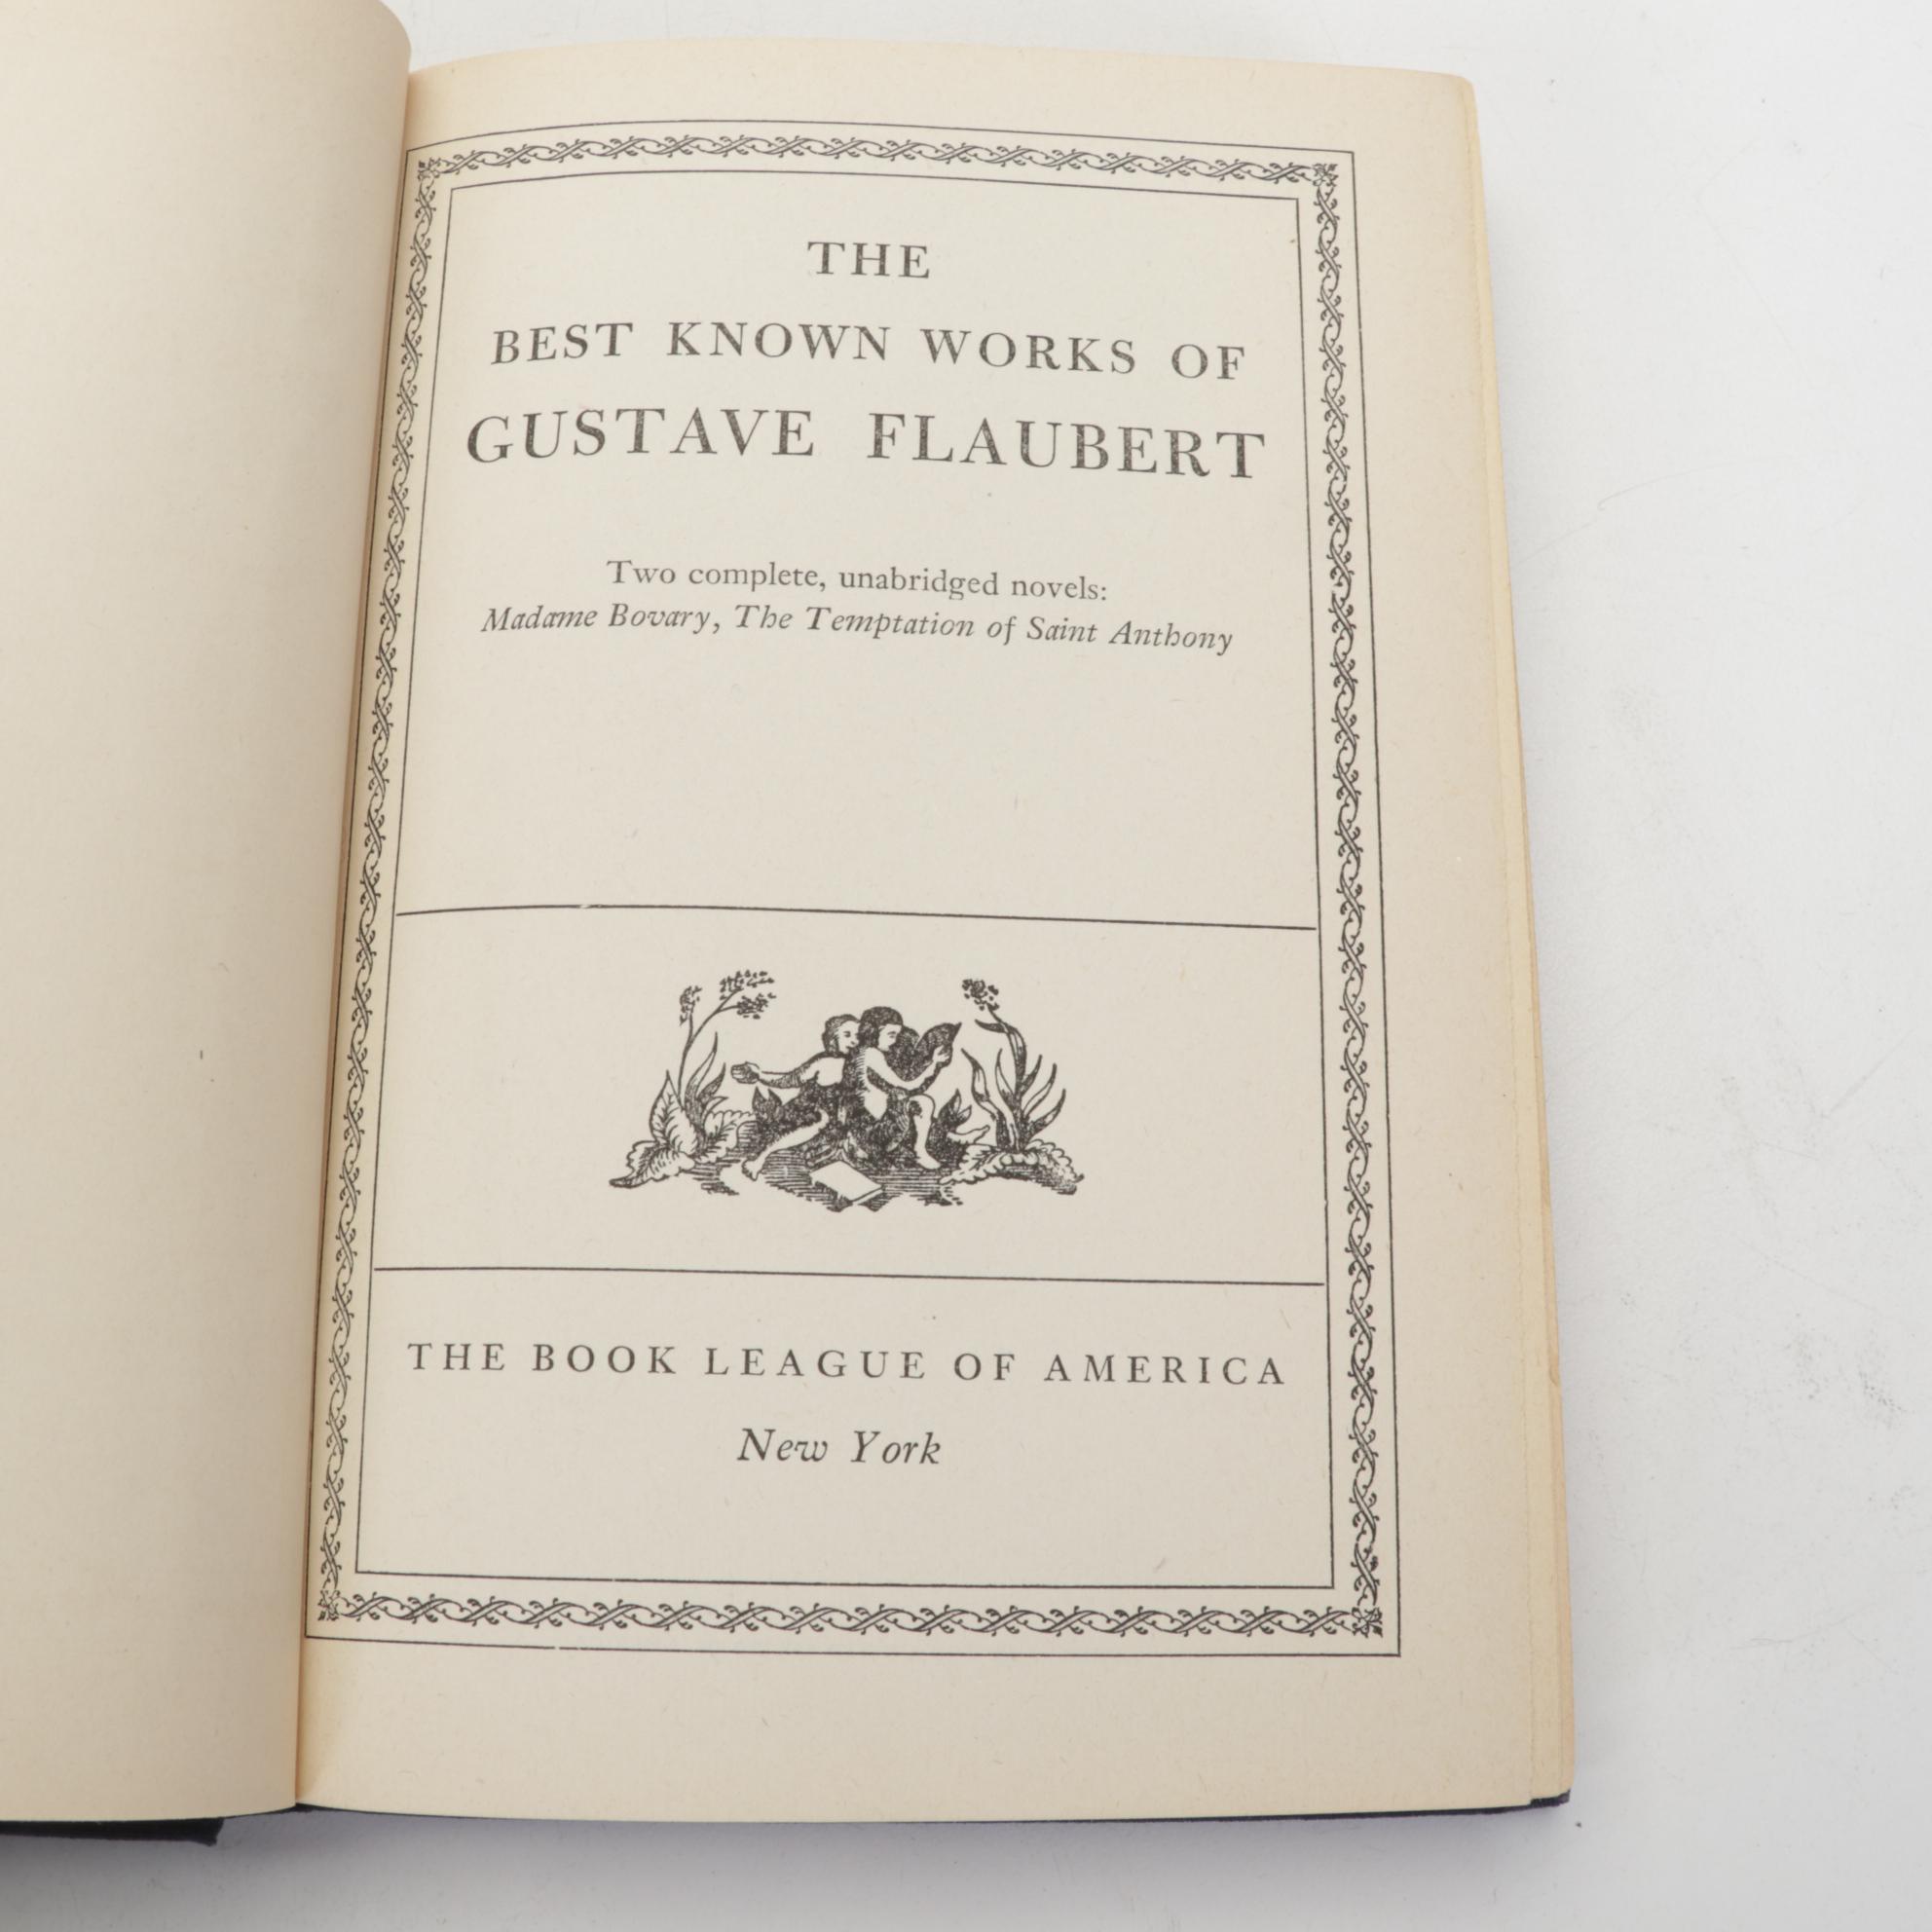 THE
BEST KNOWN WORKS OF
GUSTAVE FLAUBERT
Two complete, unabridged novels:
Madame Bovary, The Temptation of Saint Anthony
THE BOOK LEAGUE OF AMERICA
New York